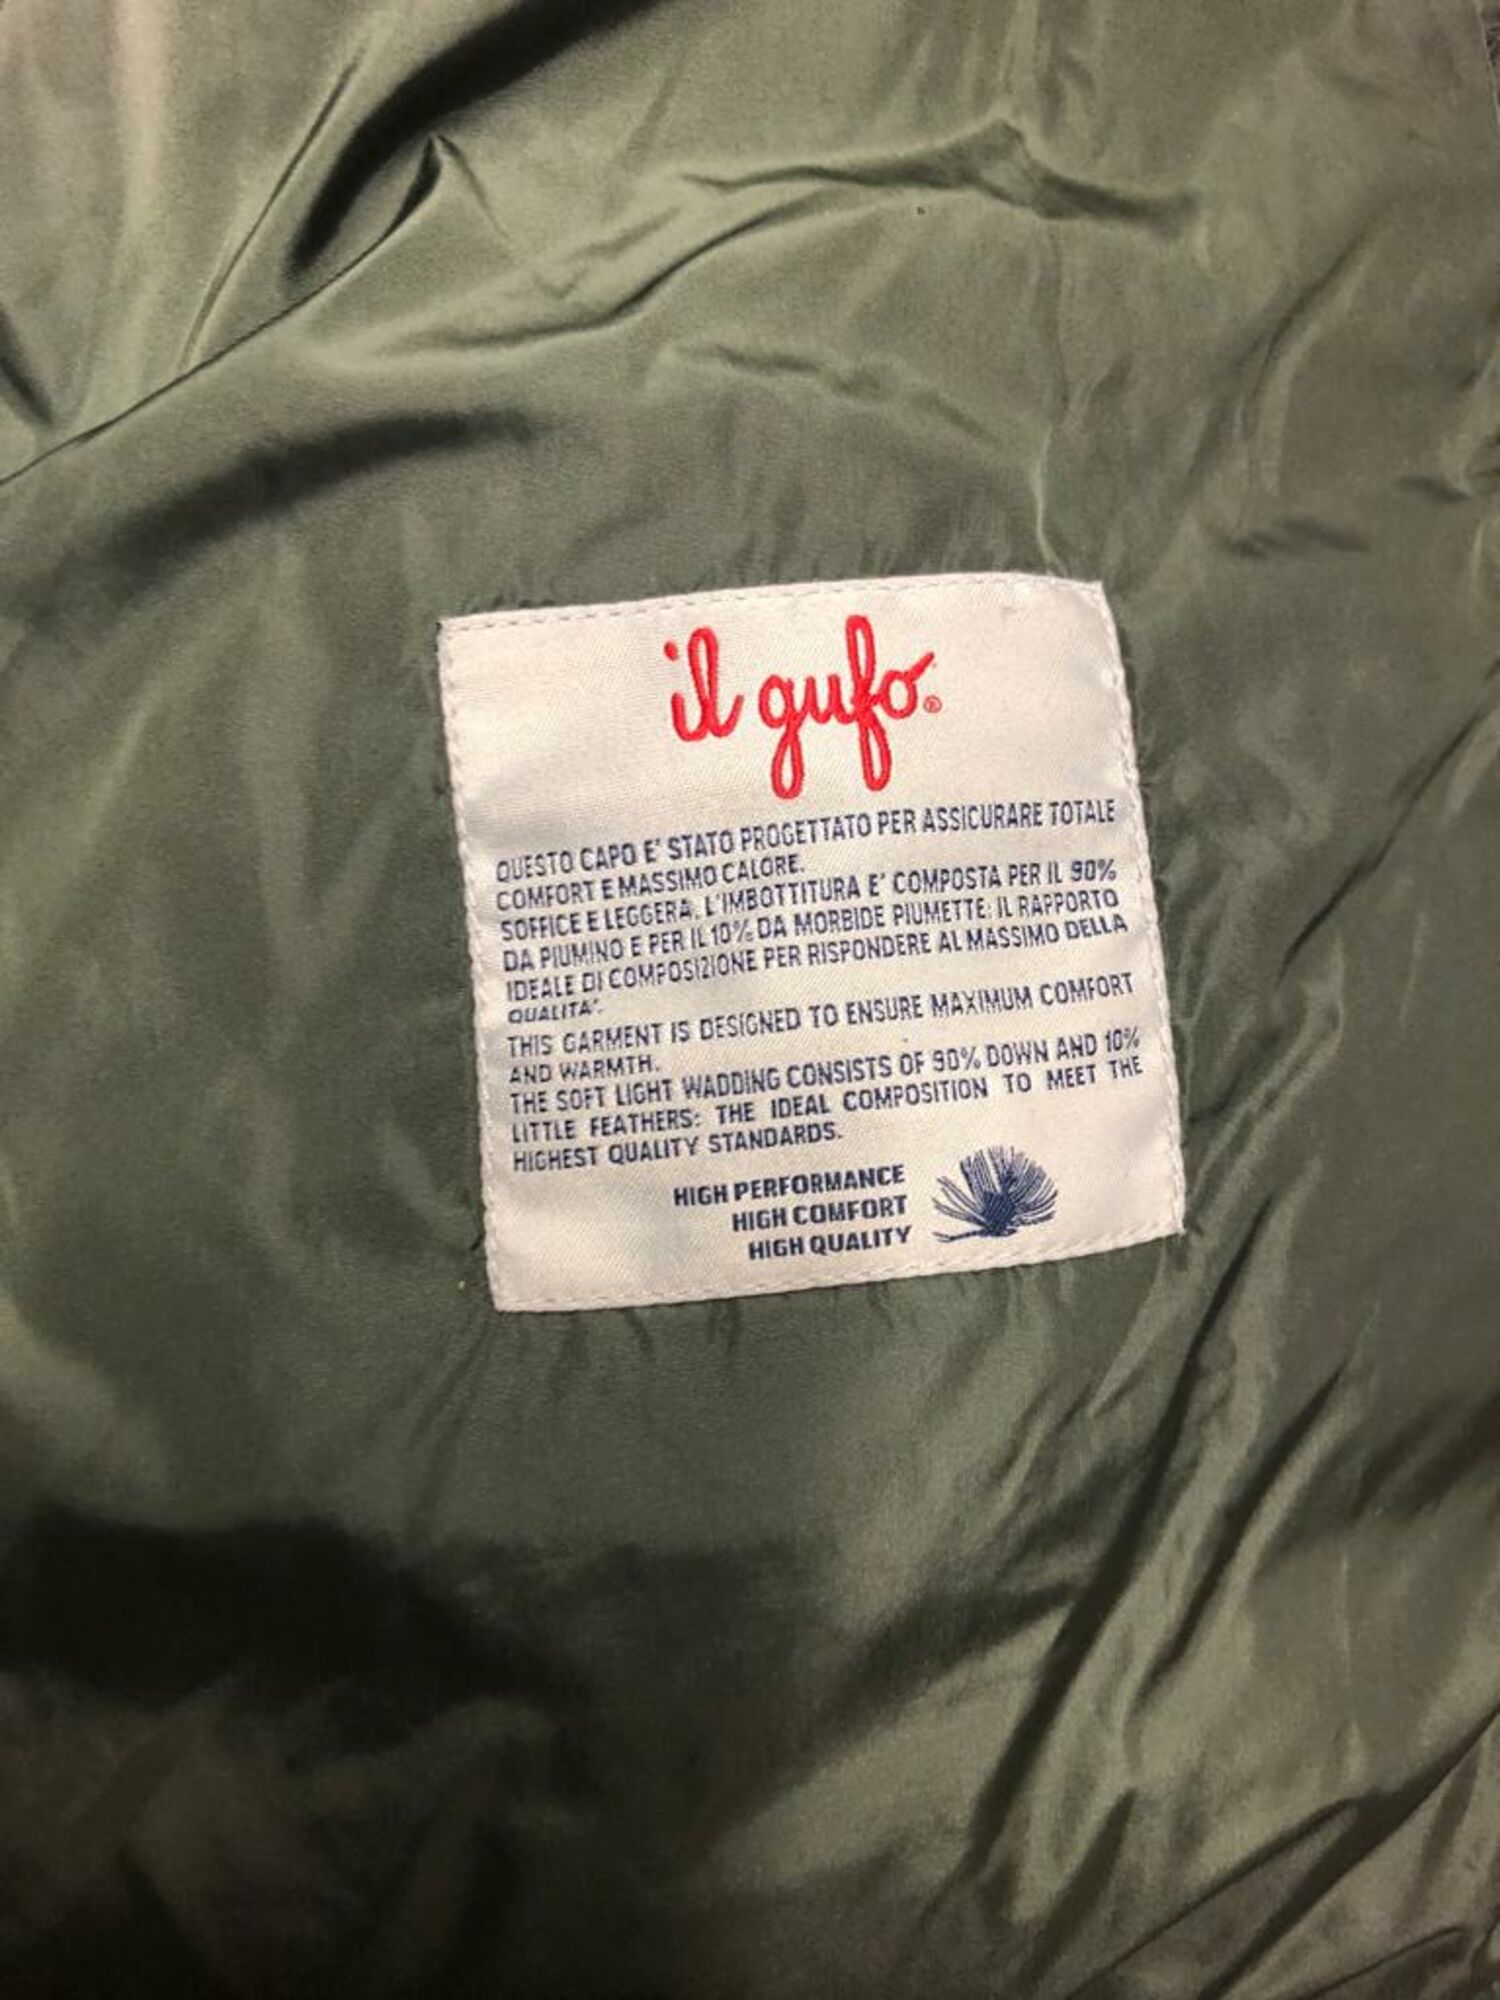 il gufo®
QUESTO CAPO E' STATO PROGETTATO PER ASSICURARE TOTALE
COMFORT E MASSIMO CALORE.
SOFFICE E LEGGERA, L'IMBOTTITURA E' COMPOSTA PER IL 90%
DA PIUMINO E PER IL 10% DA MORBIDE PIUMETTE: IL RAPPORTO
IDEALE DI COMPOSIZIONE PER RISPONDERE AL MASSIMO DELLA
QUALITA'.
THIS GARMENT IS DESIGNED TO ENSURE MAXIMUM COMFORT
AND WARMTH.
THE SOFT LIGHT WADDING CONSISTS OF 90% DOWN AND 10%
LITTLE FEATHERS: THE IDEAL COMPOSITION TO MEET THE
HIGHEST QUALITY STANDARDS.
HIGH PERFORMANCE
HIGH COMFORT
HIGH QUALITY